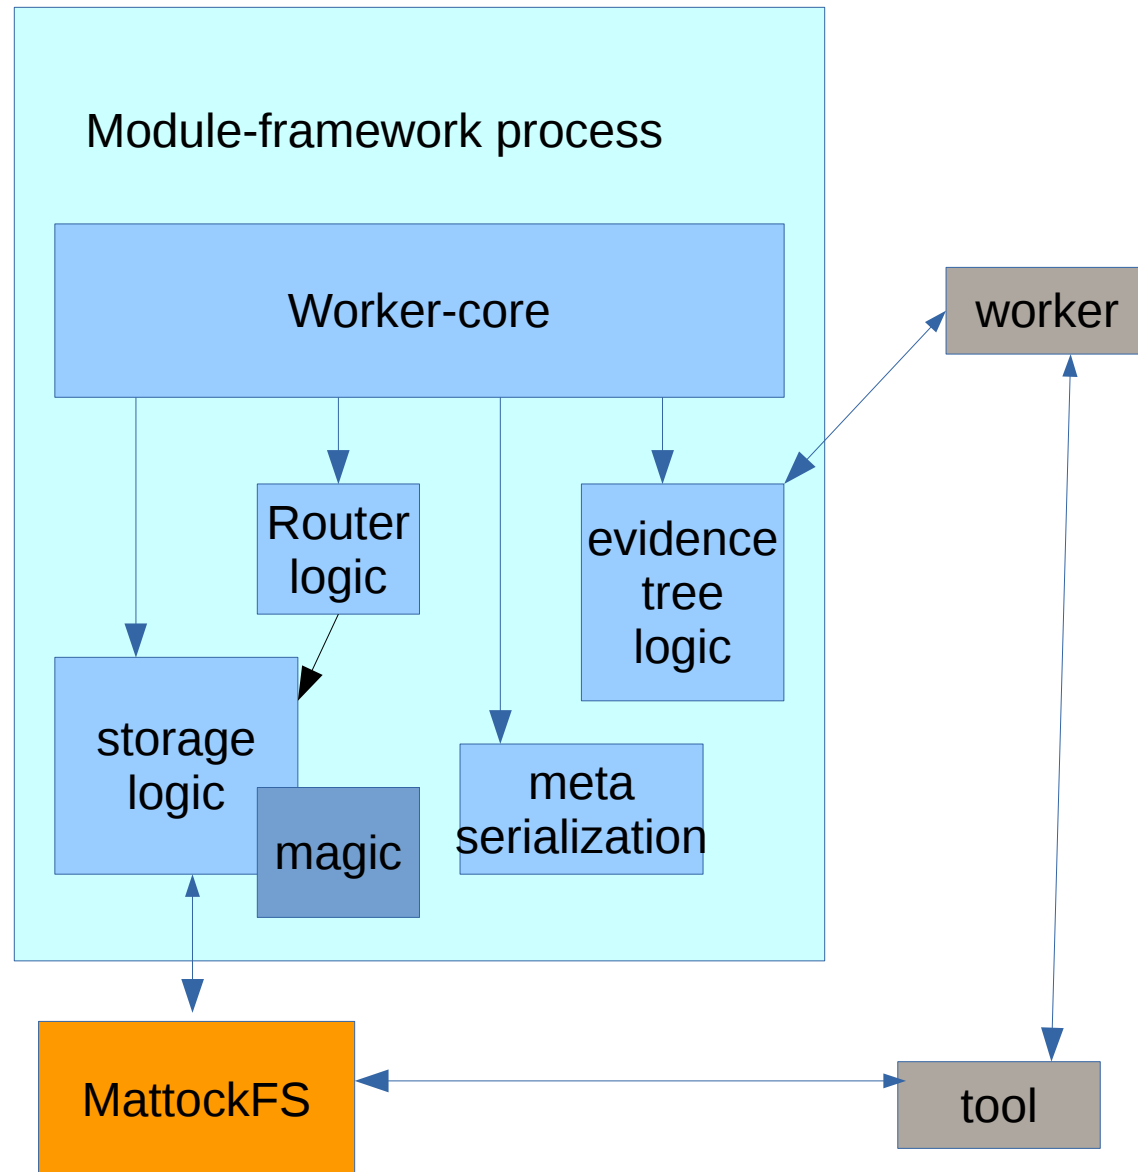 Module-framework process
Worker-core
worker
Router
logic
evidence
tree
logic
storage
logic
meta
serialization
magic
MattockFS
tool